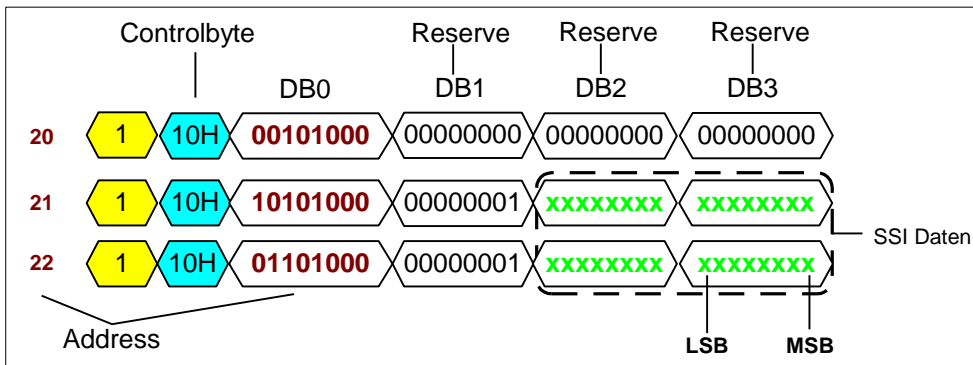 Controlbyte Reserve Reserve Reserve
DB0 DB1 DB2 DB3
20 1 10H 00101000 00000000 00000000 00000000
21 1 10H 10101000 00000001 xxxxxxxx xxxxxxxx
SSI Daten
22 1 10H 01101000 00000001 xxxxxxxx xxxxxxxx
Address
LSB MSB